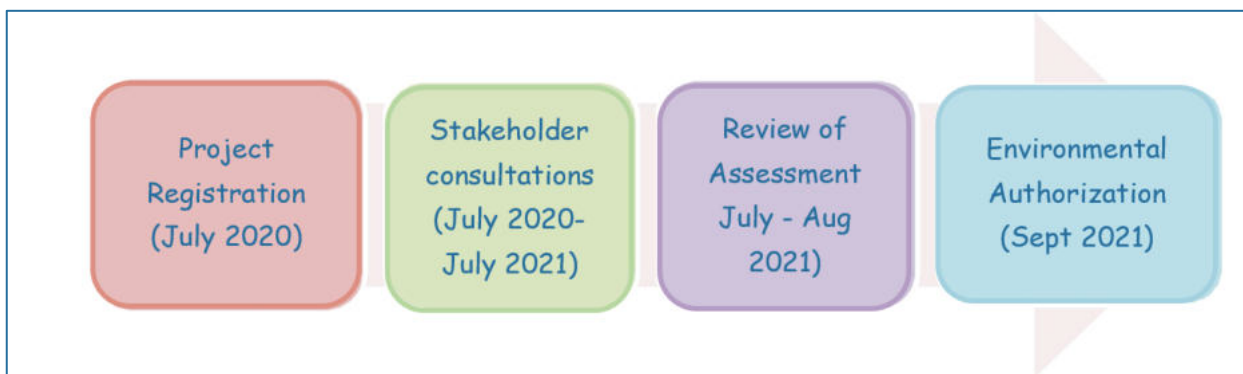 Project
Registration
(July 2020)
Stakeholder
consultations
(July 2020-
July 2021)
Review of
Assessment
July - Aug
2021)
Environmental
Authorization
(Sept 2021)